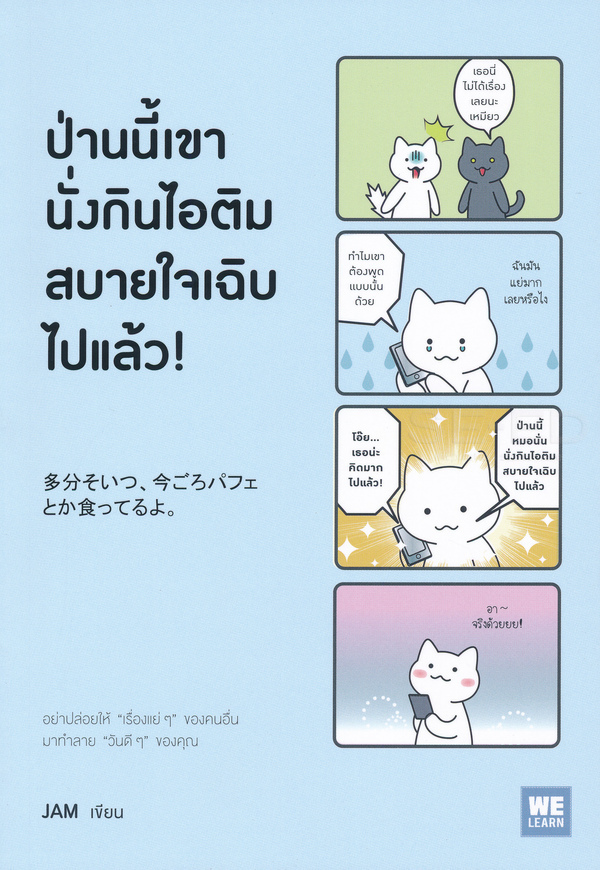 ป่านนี้เขา
นั่งกินไอติม
สบายใจเฉิบ
ไปแล้ว!
多分そいつ、今ごろパフェ
とか食ってるよ。
อย่าปล่อยให้ “เรื่องแย่ ๆ” ของคนอื่น
มาทำลาย “วันดี ๆ” ของคุณ
JAM เขียน
เธอนี่
ไม่ได้เรื่อง
เลยนะ
เหมียว
ทำไมเขา
ต้องพูด
แบบนั้น
ด้วย
ฉันมัน
แย่มาก
เลยหรือไง
โอ๊ย...
เธอน่ะ
คิดมาก
ไปแล้ว!
ป่านนี้
หมอนั่น
นั่งกินไอติม
สบายใจเฉิบ
ไปแล้ว
อา~
จริงด้วยยย!
WE
LEARN